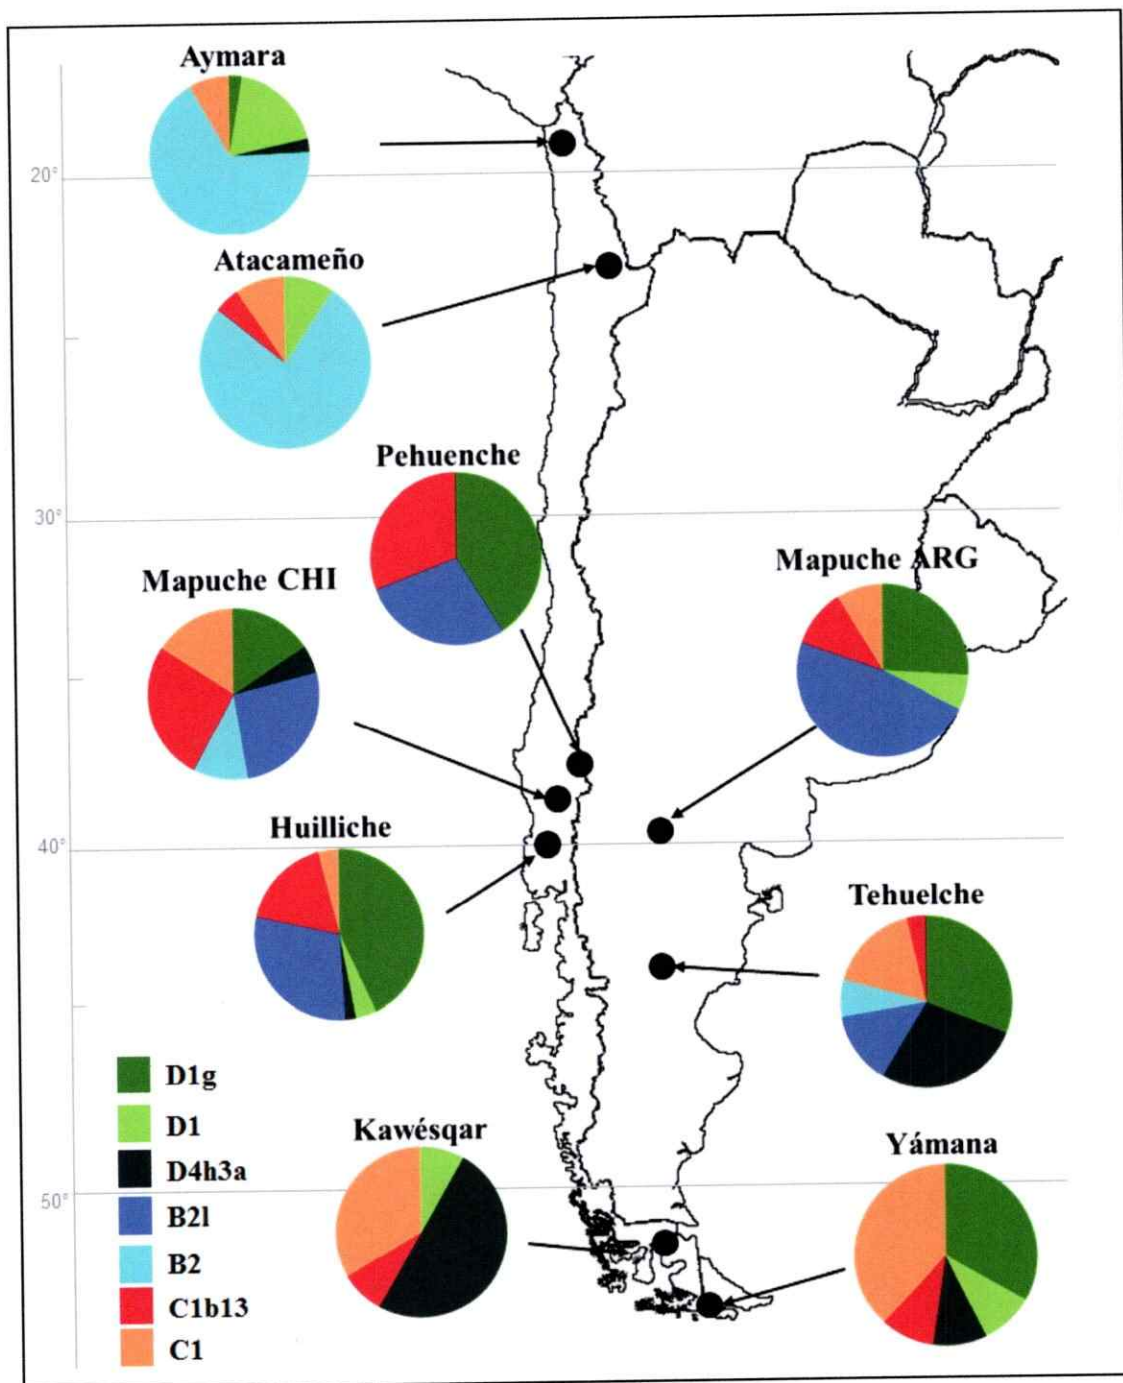 Aymara
20°
Atacameño
Pehuenche
30°
Mapuche ARG
Mapuche CHI
Huilliche
40°
Tehuelche
D1g
D1
Kawésqar
Yámana
D4h3a
50°
B2l
B2
C1b13
C1